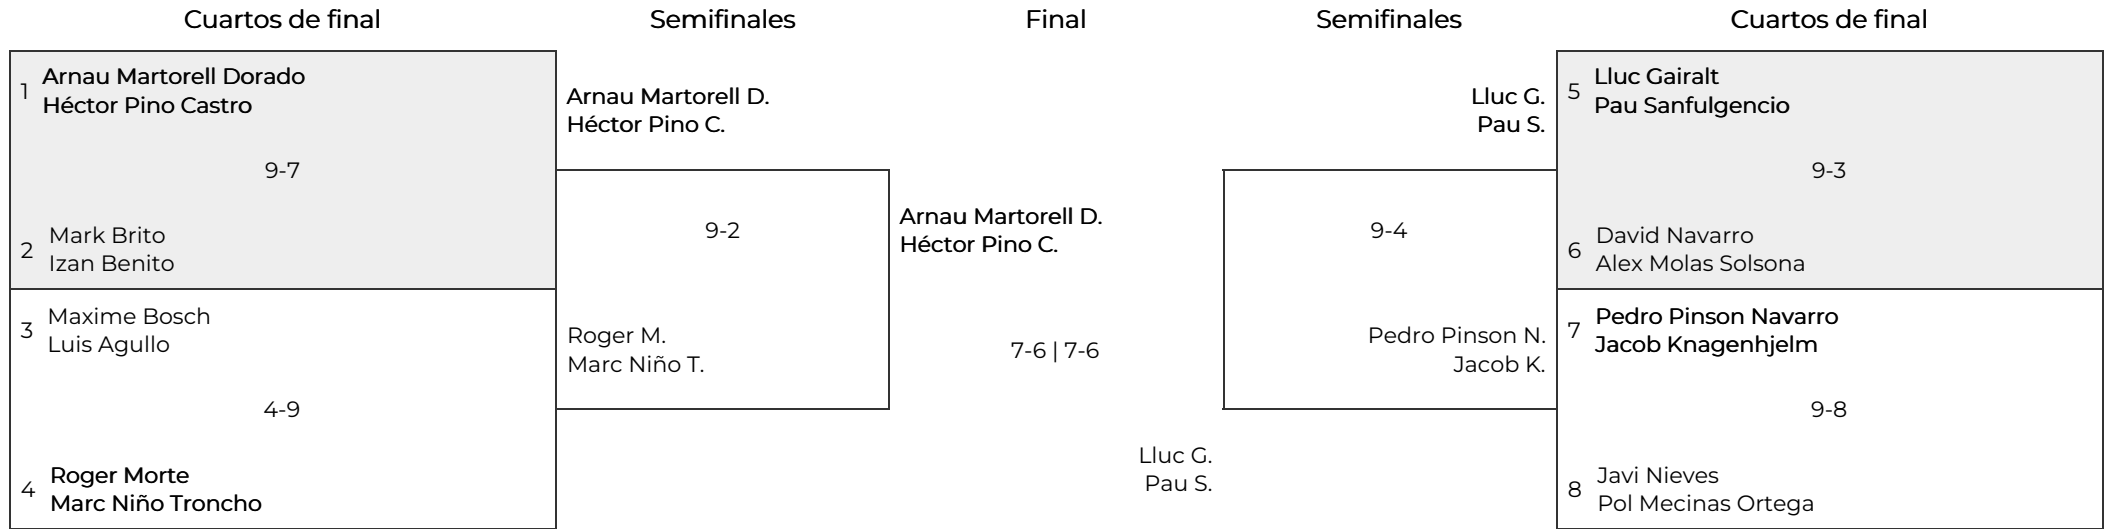 Cuartos de final
Semifinales
Final
Semifinales
Cuartos de final
1
Arnau Martorell Dorado
Héctor Pino Castro
9-7
2
Mark Brito
Izan Benito
3
Maxime Bosch
Luis Agullo
4-9
4
Roger Morte
Marc Niño Troncho
Arnau Martorell D.
Héctor Pino C.
9-2
Roger M.
Marc Niño T.
Arnau Martorell D.
Héctor Pino C.
7-6 | 7-6
Lluc G.
Pau S.
Lluc G.
Pau S.
9-4
Pedro Pinson N.
Jacob K.
5
Lluc Gairalt
Pau Sanfulgencio
9-3
6
David Navarro
Alex Molas Solsona
7
Pedro Pinson Navarro
Jacob Knagenhjelm
9-8
8
Javi Nieves
Pol Mecinas Ortega